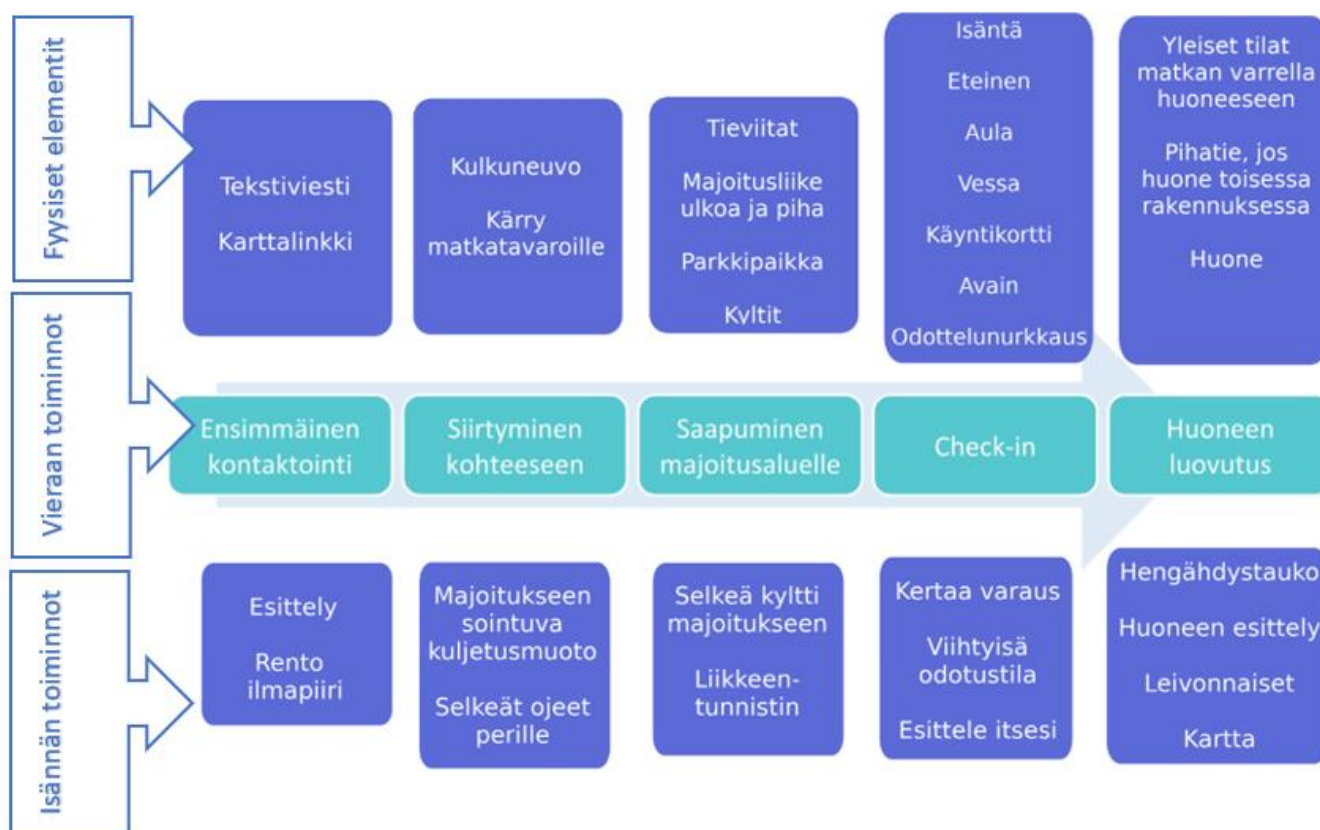 Fyysiset elementit
Tekstiviesti
Karttalinkki
Kulkuneuvo
Kärry
matkatavaroille
Tieviitat
Majoitusliike
ulkoa ja piha
Parkkipaikka
Kyltit
Isäntä
Eteinen
Aula
Vessa
Käyntikortti
Avain
Odottelunurkkaus
Yleiset tilat
matkan varrella
huoneeseen
Pihatie, jos
huone toisessa
rakennuksessa
Huone
Vieraan toiminnot
Ensimmäinen
kontaktointi
Siirtyminen
kohteeseen
Saapuminen
majoitusaluelle
Check-in
Huoneen
luovutus
Isännän toiminnot
Esittely
Rento
ilmapiiri
Majoitukseen
sointuva
kuljetusmuoto
Selkeät ojeet
perille
Selkeä kyltti
majoitukseen
Liikkeen-
tunnistin
Kertaa varaus
Viihtyisä
odotustila
Esittele itsesi
Hengähdystauko
Huoneen esittely
Leivonnaiset
Kartta